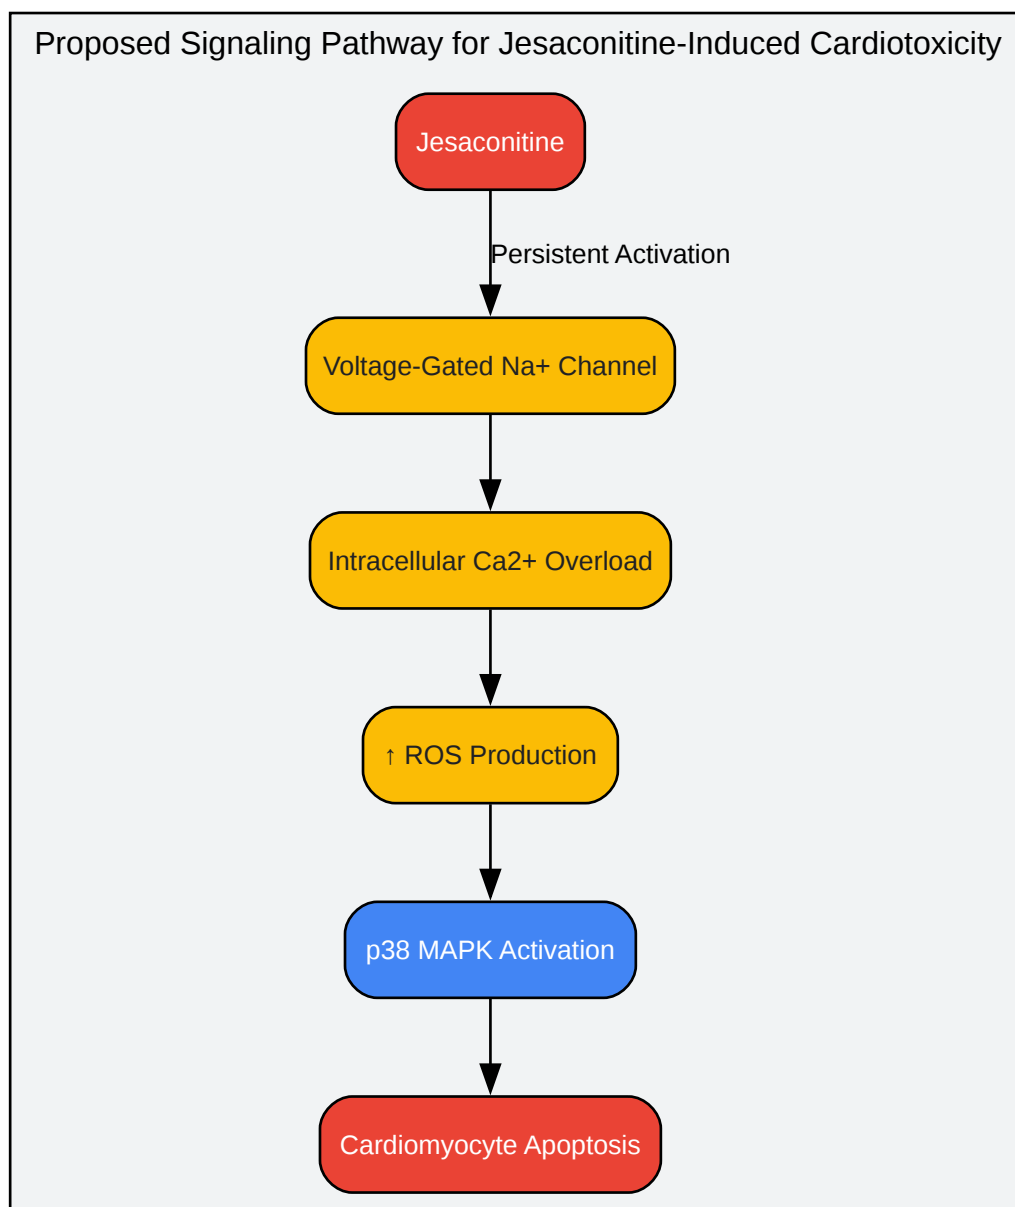 Proposed Signaling Pathway for Jesaconitine-Induced Cardiotoxicity
Jesaconitine
Persistent Activation
Voltage-Gated Na+ Channel
Intracellular Ca2+ Overload
↑ ROS Production
p38 MAPK Activation
Cardiomyocyte Apoptosis